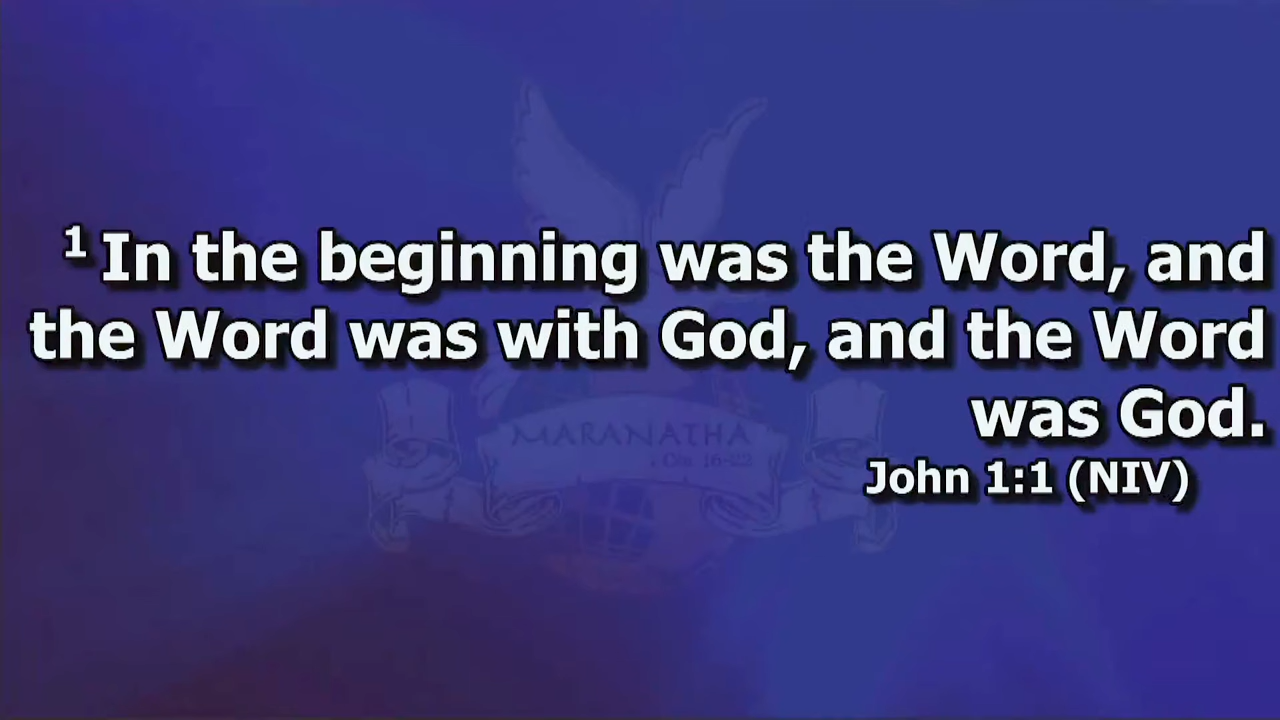 ¹ In the beginning was the Word, and
the Word was with God, and the Word
was God.
MARANATHA
John 1:1 (NIV)